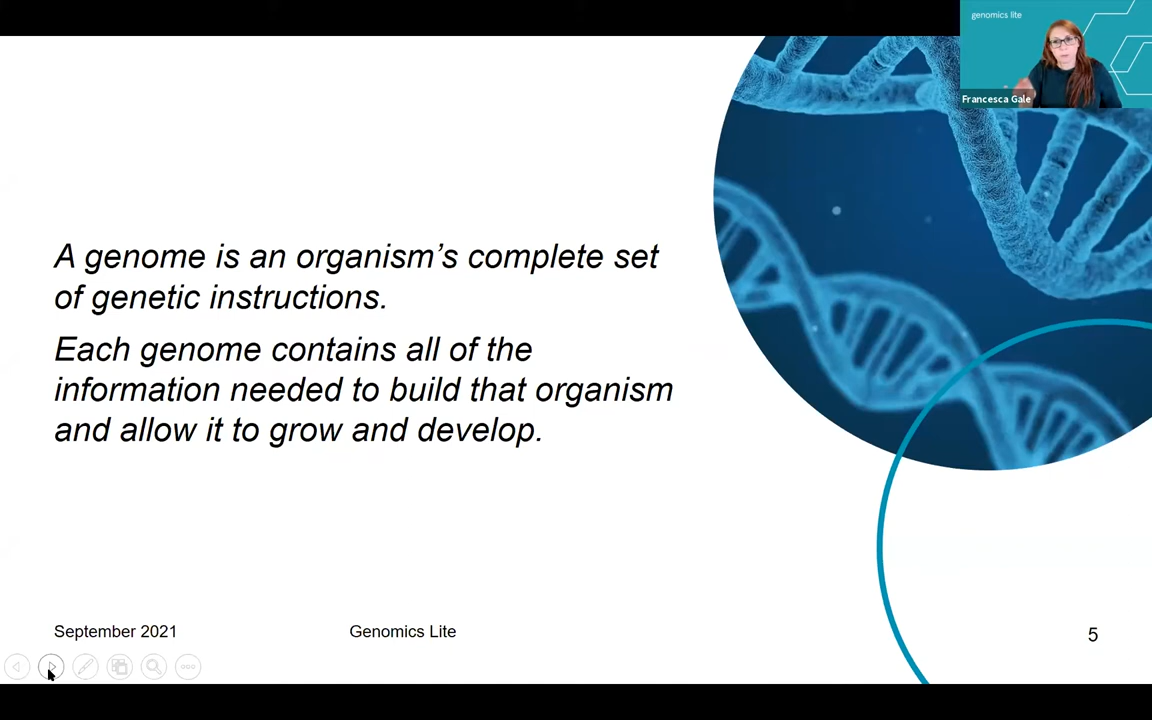 genomics lite
Francesca Gale
A genome is an organism’s complete set
of genetic instructions.
Each genome contains all of the
information needed to build that organism
and allow it to grow and develop.
September 2021
Genomics Lite
5